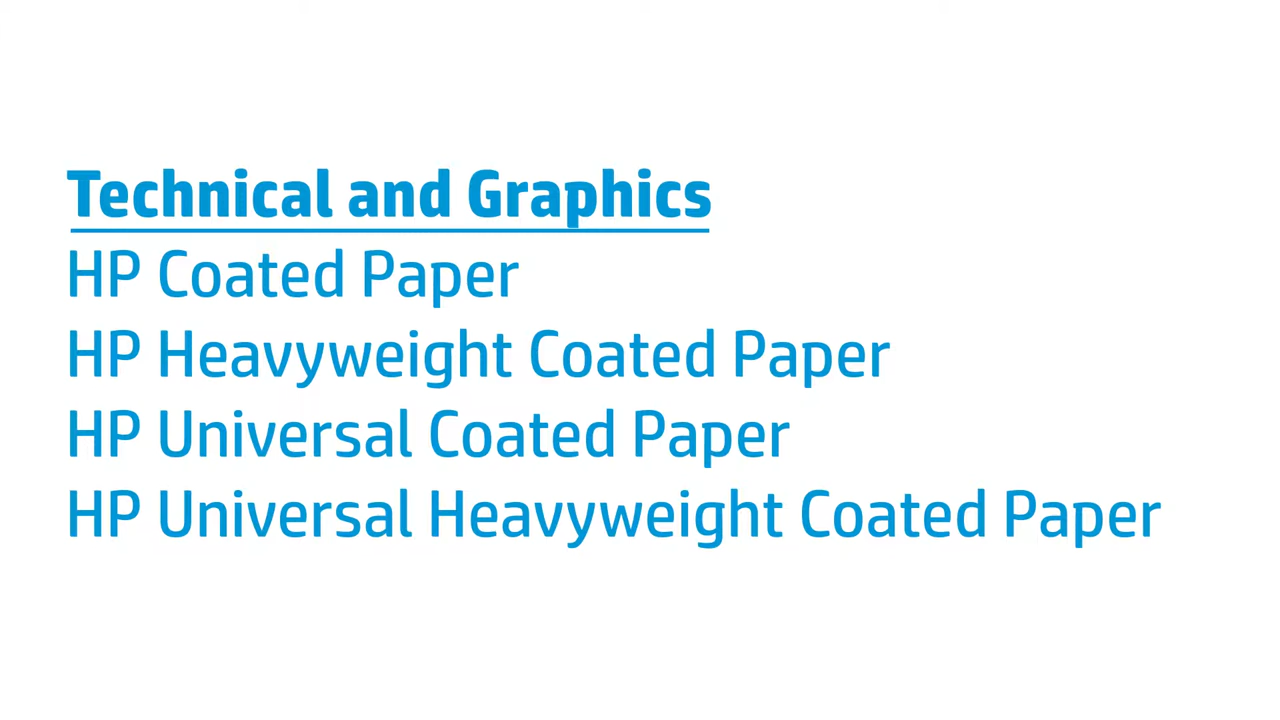 Technical and Graphics
HP Coated Paper
HP Heavyweight Coated Paper
HP Universal Coated Paper
HP Universal Heavyweight Coated Paper